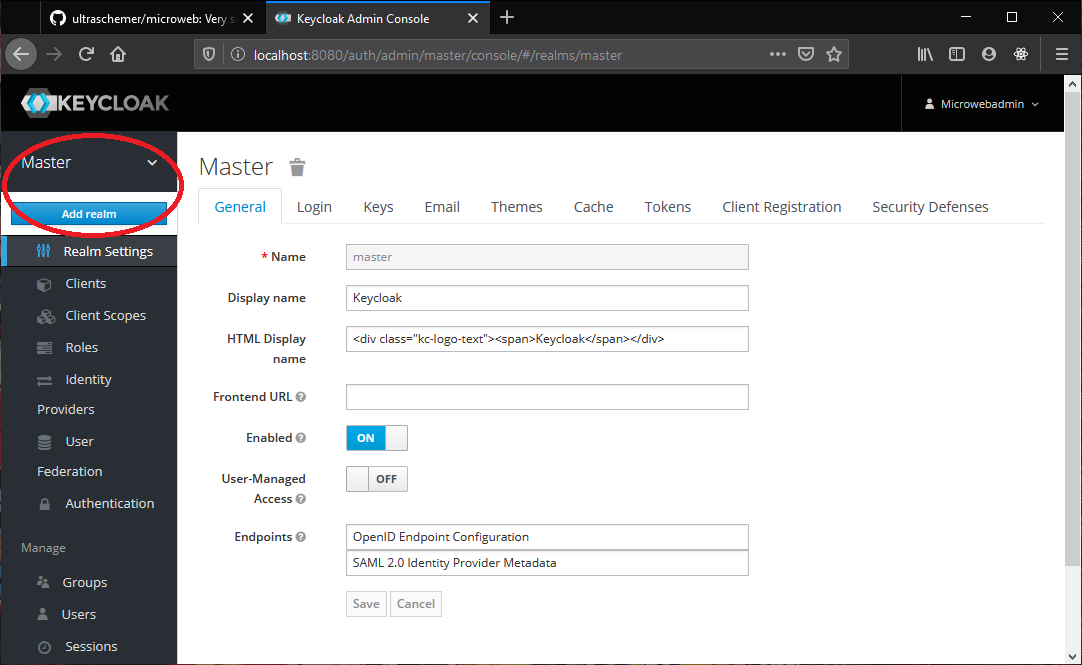 ultraschemer/microweb: Very s
Keycloak Admin Console
localhost:8080/auth/admin/master/console/#/realms/master
KEYCLOAK
Microwebadmin
Master
Add realm
Realm Settings
Clients
Client Scopes
Roles
Identity
Providers
User
Federation
Authentication
Manage
Groups
Users
Sessions
Master
General Login Keys Email Themes Cache Tokens Client Registration Security Defenses
* Name master
Display name Keycloak
HTML Display <div class="kc-logo-text"><span>Keycloak</span></div>
name
Frontend URL
Enabled ON
User-Managed OFF
Access
Endpoints OpenID Endpoint Configuration
SAML 2.0 Identity Provider Metadata
Save Cancel